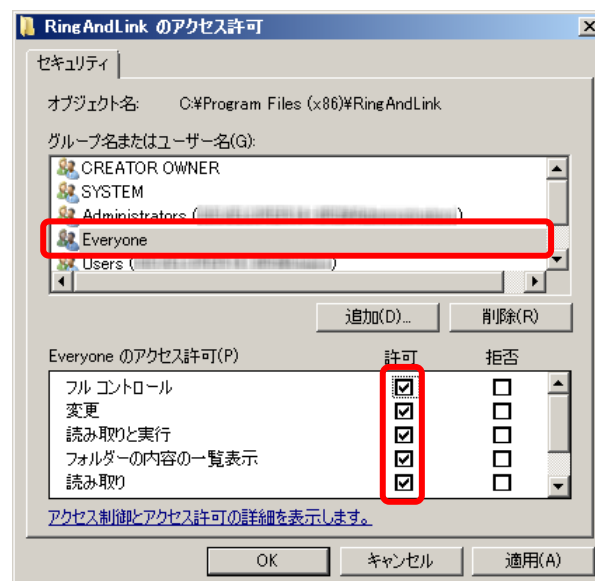 RingAndLink のアクセス許可
セキュリティ
オブジェクト名: C:¥Program Files (x86)¥RingAndLink
グループ名またはユーザー名(G):
CREATOR OWNER
SYSTEM
Administrators (
)
Everyone
Users (
)
追加(D)... 削除(R)
Everyone のアクセス許可(P) 許可 拒否
フル コントロール
変更
読み取りと実行
フォルダーの内容の一覧表示
読み取り
アクセス制御とアクセス許可の詳細を表示します。
OK キャンセル 適用(A)